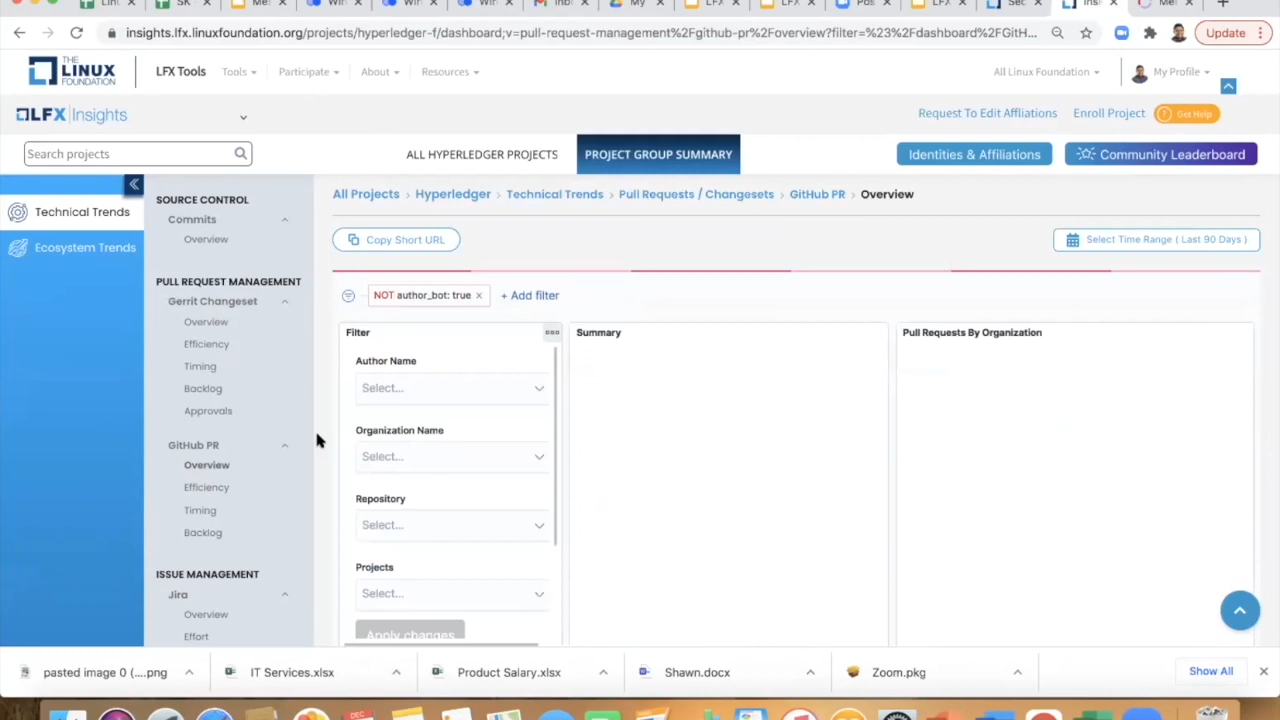 insights.lfx.linuxfoundation.org/projects/hyperledger-f/dashboard;v=pull-request-management%2Fgithub-pr%2Foverview?filter=%23%2Fdashboard%2FGitH...
Update
THE LINUX FOUNDATION
LFX Tools
Tools
Participate
About
Resources
All Linux Foundation
My Profile
LFX | Insights
Request To Edit Affliations
Enroll Project
Get Help
Search projects
ALL HYPERLEDGER PROJECTS
PROJECT GROUP SUMMARY
Identities & Affiliations
Community Leaderboard
Technical Trends
Ecosystem Trends
SOURCE CONTROL
Commits
Overview
PULL REQUEST MANAGEMENT
Gerrit Changeset
Overview
Efficiency
Timing
Backlog
Approvals
GitHub PR
Overview
Efficiency
Timing
Backlog
ISSUE MANAGEMENT
Jira
Overview
Effort
All Projects > Hyperledger > Technical Trends > Pull Requests / Changesets > GitHub PR > Overview
Copy Short URL
Select Time Range ( Last 90 Days )
NOT author_bot: true ×
+ Add filter
Filter
Author Name
Select...
Organization Name
Select...
Repository
Select...
Projects
Select...
Apply changes
Summary
Pull Requests By Organization
pasted image 0 (....png
IT Services.xlsx
Product Salary.xlsx
Shawn.docx
Zoom.pkg
Show All
DEC